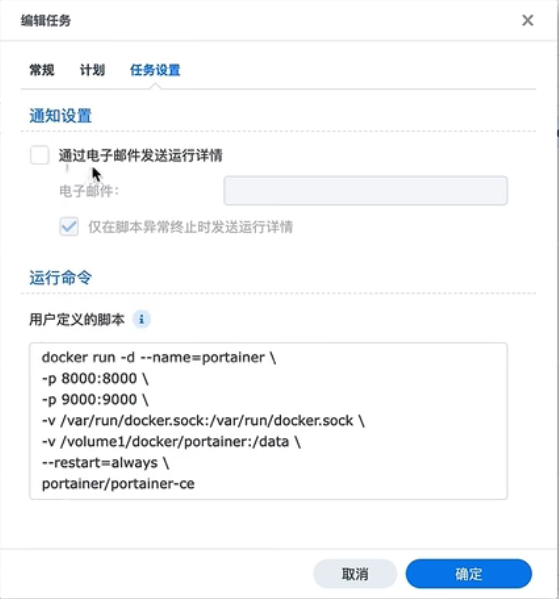 编辑任务
常规 计划 任务设置
通知设置
通过电子邮件发送运行详情
电子邮件:
仅在脚本异常终止时发送运行详情
运行命令
用户定义的脚本 i
docker run -d --name=portainer \
-p 8000:8000 \
-p 9000:9000 \
-v /var/run/docker.sock:/var/run/docker.sock \
-v /volume1/docker/portainer:/data \
--restart=always \
portainer/portainer-ce
取消 确定